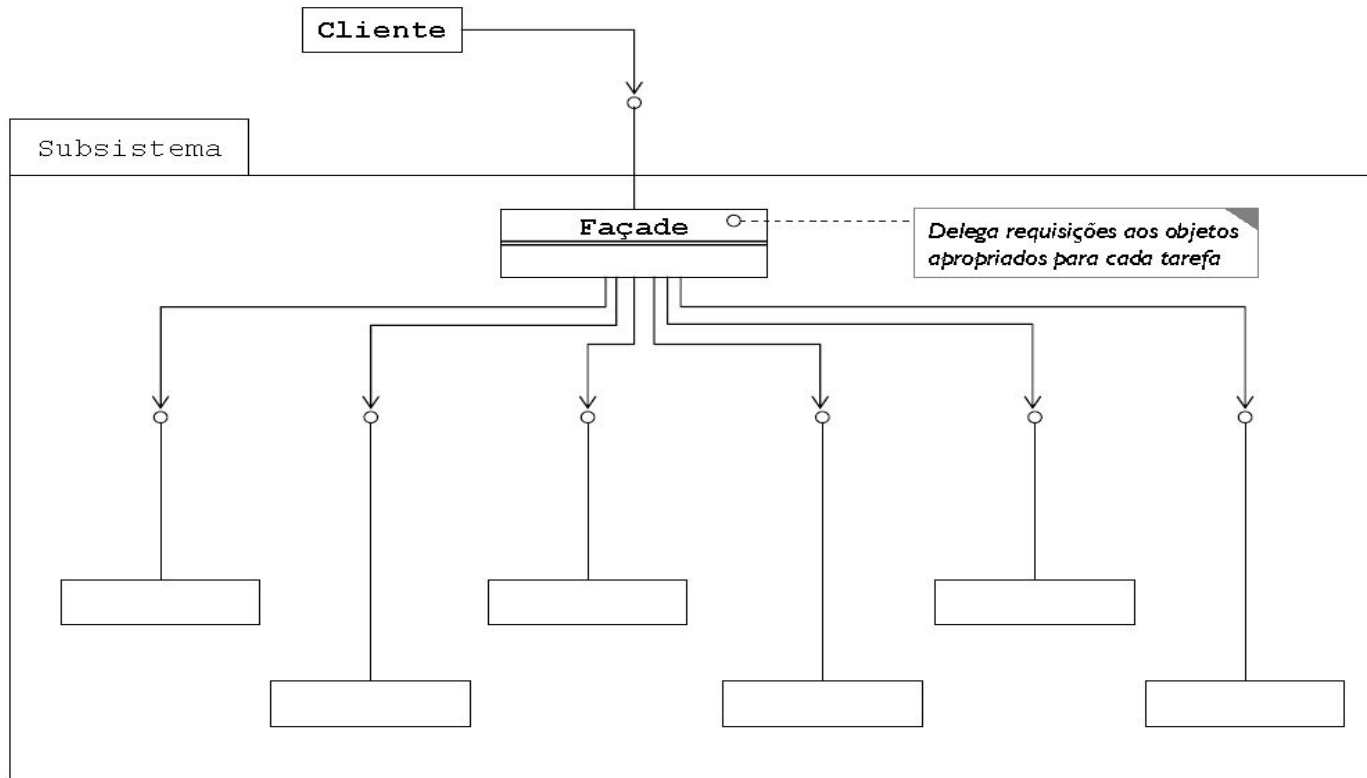 Cliente
Subsistema
Façade
Delega requisições aos objetos
apropriados para cada tarefa